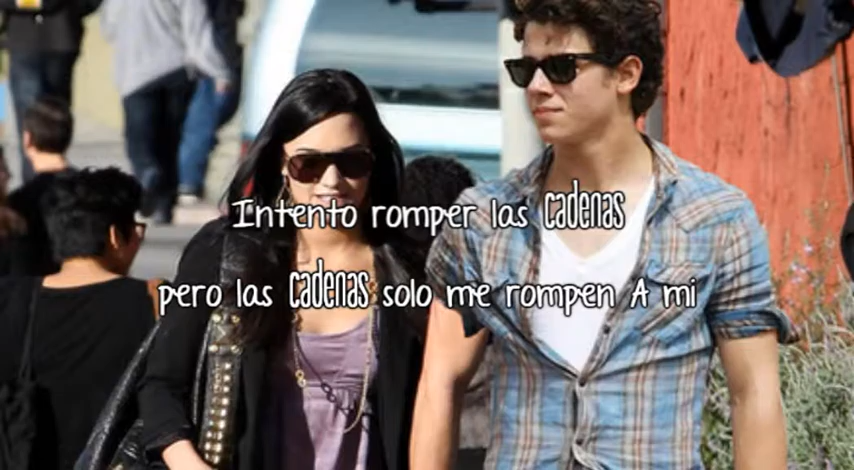 Intento romper las cadenas
pero las cadenas solo me rompen A mi